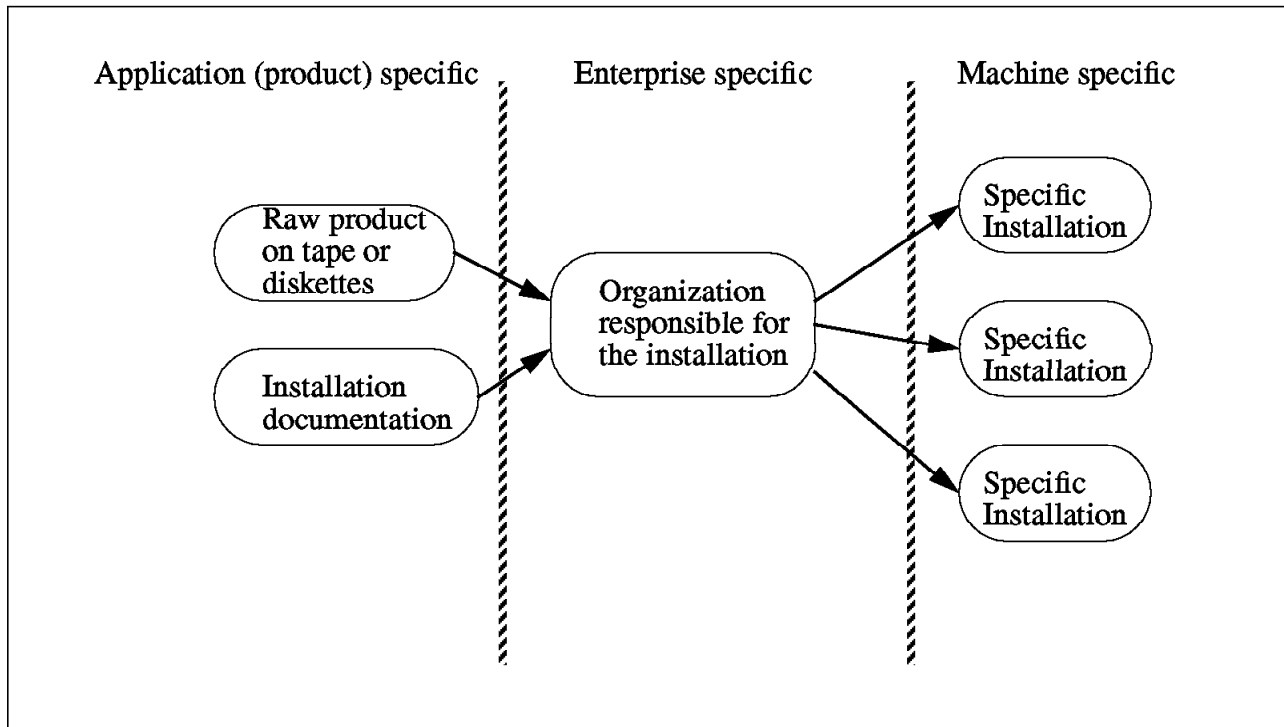 Application (product) specific
Enterprise specific
Machine specific
Raw product
on tape or
diskettes
Installation
documentation
Organization
responsible for
the installation
Specific
Installation
Specific
Installation
Specific
Installation